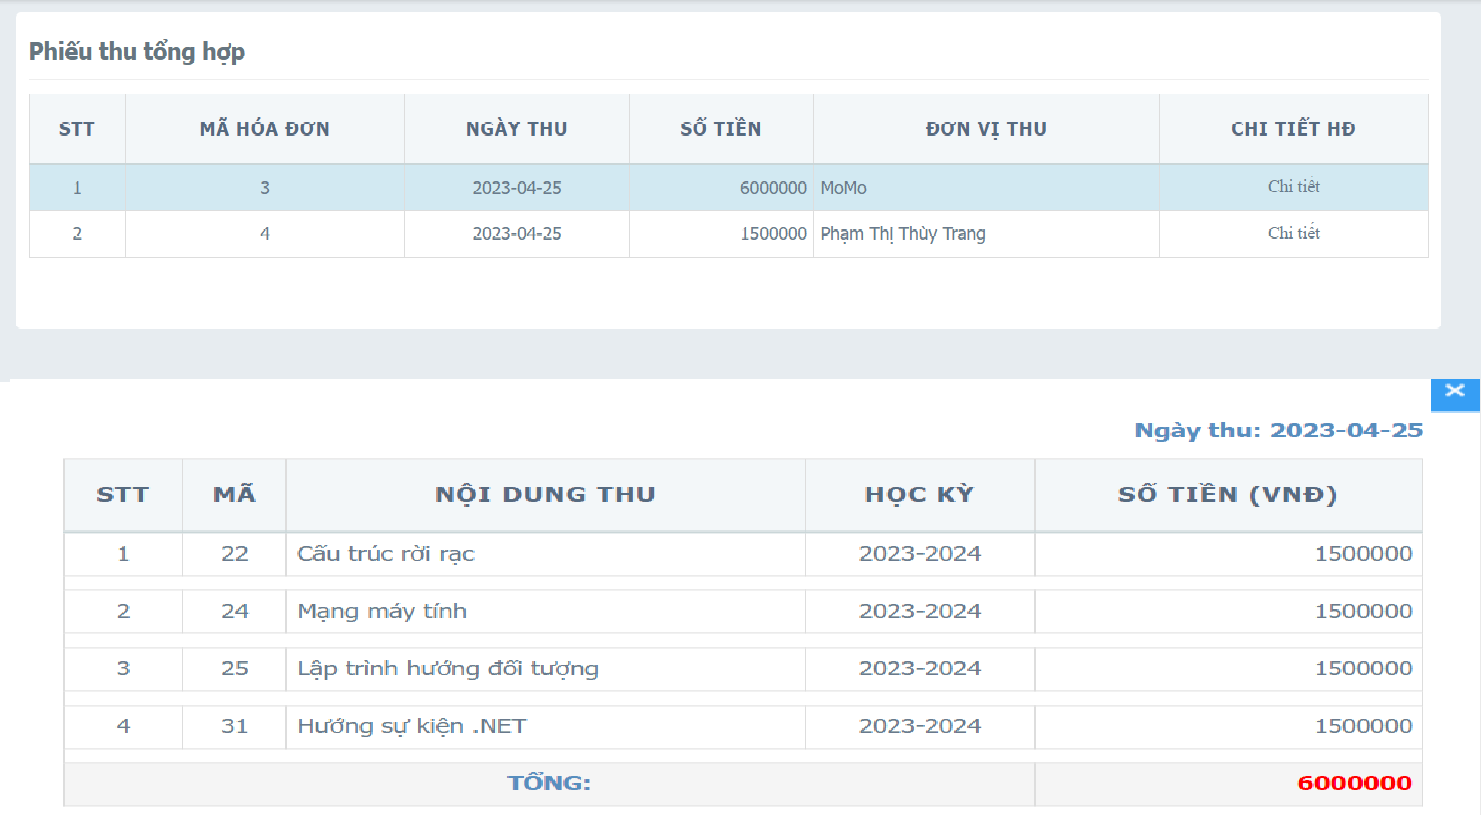 Phiếu thu tổng hợp
STT MÃ HÓA ĐƠN NGÀY THU SỐ TIỀN ĐƠN VỊ THU CHI TIẾT HĐ
1 3 2023-04-25 6000000 MoMo Chi tiết
2 4 2023-04-25 1500000 Phạm Thị Thùy Trang Chi tiết
Ngày thu: 2023-04-25
STT MÃ NỘI DUNG THU HỌC KỲ SỐ TIỀN (VNĐ)
1 22 Cấu trúc rời rạc 2023-2024 1500000
2 24 Mạng máy tính 2023-2024 1500000
3 25 Lập trình hướng đối tượng 2023-2024 1500000
4 31 Hướng sự kiện .NET 2023-2024 1500000
TỔNG: 6000000